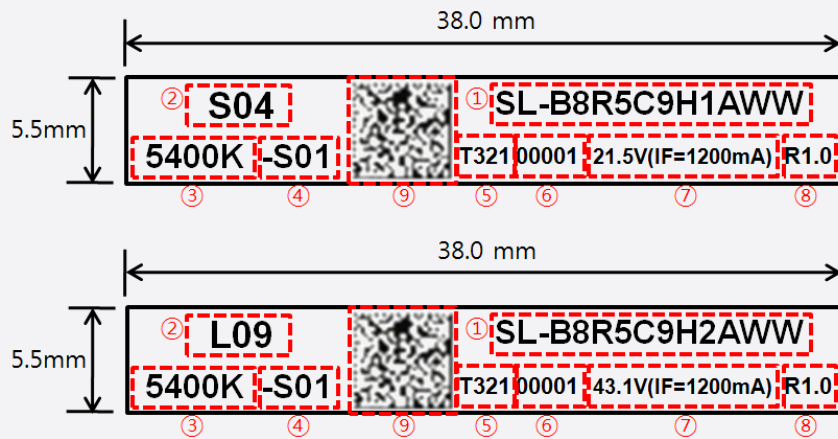 38.0 mm
5.5mm
② S04 ① SL-B8R5C9H1AWW
5400K -S01 T321 00001 21.5V(IF=1200mA) R1.0
③ ④ ⑨ ⑤ ⑥ ⑦ ⑧
38.0 mm
5.5mm
② L09 ① SL-B8R5C9H2AWW
5400K -S01 T321 00001 43.1V(IF=1200mA) R1.0
③ ④ ⑨ ⑤ ⑥ ⑦ ⑧